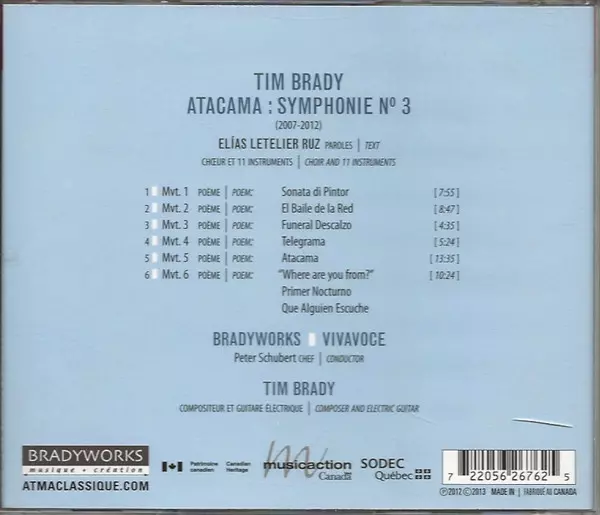 TIM BRADY
ATACAMA : SYMPHONIE Nº 3
(2007-2012)
ELÍAS LETELIER RUZ PAROLES | TEXT
CHŒUR ET 11 INSTRUMENTS | CHOIR AND 11 INSTRUMENTS
1 Mvt. 1 POÈME | POEM: Sonata di Pintor [ 7:55 ]
2 Mvt. 2 POÈME | POEM: El Baile de la Red [ 8:47 ]
3 Mvt. 3 POÈME | POEM: Funeral Descalzo [ 4:35 ]
4 Mvt. 4 POÈME | POEM: Telegrama [ 5:24 ]
5 Mvt. 5 POÈME | POEM: Atacama [ 13:35 ]
6 Mvt. 6 POÈME | POEM: “Where are you from?” [ 10:24 ]
Primer Nocturno
Que Alguien Escuche
BRADYWORKS VIVAVOCE
Peter Schubert CHEF | CONDUCTOR
TIM BRADY
COMPOSITEUR ET GUITARE ÉLECTRIQUE | COMPOSER AND ELECTRIC GUITAR
BRADYWORKS
musique + création
ATMACLASSIQUE.COM
Patrimoine canadien
Canadian Heritage
musicaction
Canada
SODEC
Québec
7 22056 26762 5
℗ 2012 © 2013 MADE IN | FABRIQUÉ AU CANADA